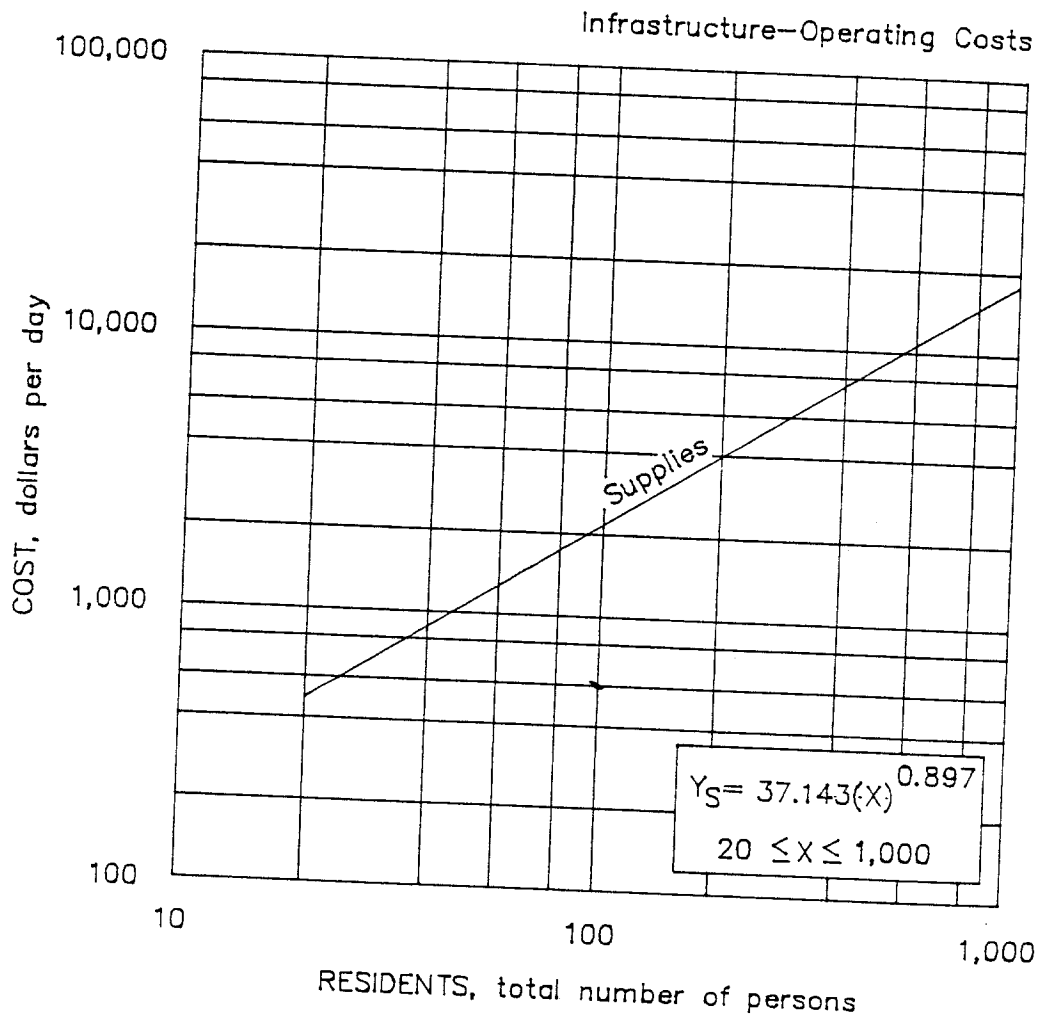 Infrastructure-Operating Costs
100,000
10,000
1,000
100
COST, dollars per day
Supplies
Y_S = 37.143(X)^0.897
20 ≤ X ≤ 1,000
10
100
1,000
RESIDENTS, total number of persons